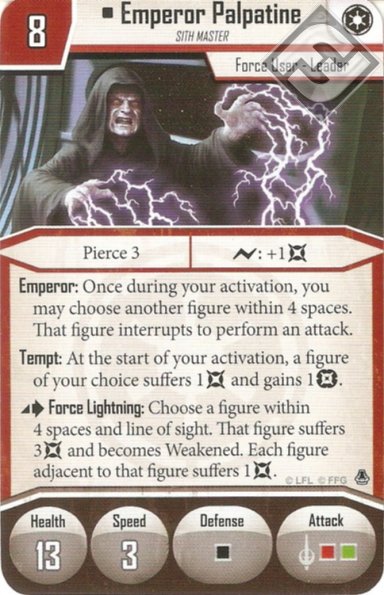 8
Emperor Palpatine
SITH MASTER
Force User - Leader
Pierce 3
: +1
Emperor: Once during your activation, you
may choose another figure within 4 spaces.
That figure interrupts to perform an attack.
Tempt: At the start of your activation, a figure
of your choice suffers 1 and gains 1.
Force Lightning: Choose a figure within
4 spaces and line of sight. That figure suffers
3 and becomes Weakened. Each figure
adjacent to that figure suffers 1.
© LFL © FFG
Health
Speed
Defense
Attack
13
3